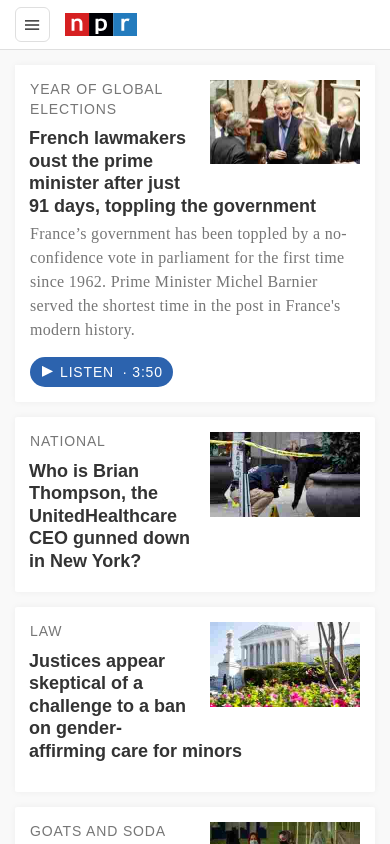 npr
YEAR OF GLOBAL
ELECTIONS
French lawmakers
oust the prime
minister after just
91 days, toppling the government
France’s government has been toppled by a no-
confidence vote in parliament for the first time
since 1962. Prime Minister Michel Barnier
served the shortest time in the post in France's
modern history.
LISTEN · 3:50
NATIONAL
Who is Brian
Thompson, the
UnitedHealthcare
CEO gunned down
in New York?
LAW
Justices appear
skeptical of a
challenge to a ban
on gender-
affirming care for minors
GOATS AND SODA